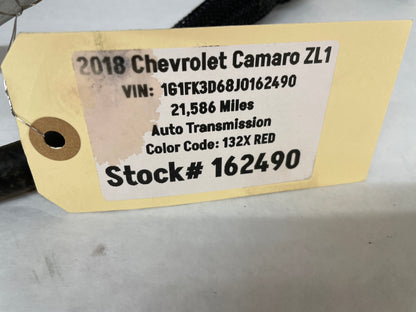 2018 Chevrolet Camaro ZL1
VIN: 1G1FK3D68J0162490
21,586 Miles
Auto Transmission
Color Code: 132X RED
Stock# 162490